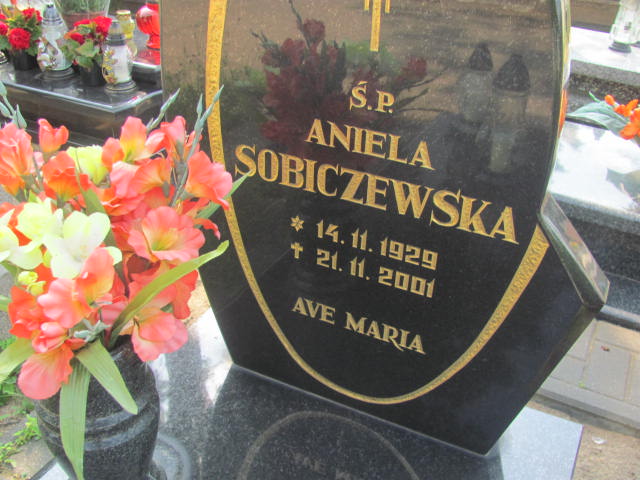 Ś.P.
ANIELA
SOBICZEWSKA
* 14.11.1929
✝ 21.11.2001
AVE MARIA